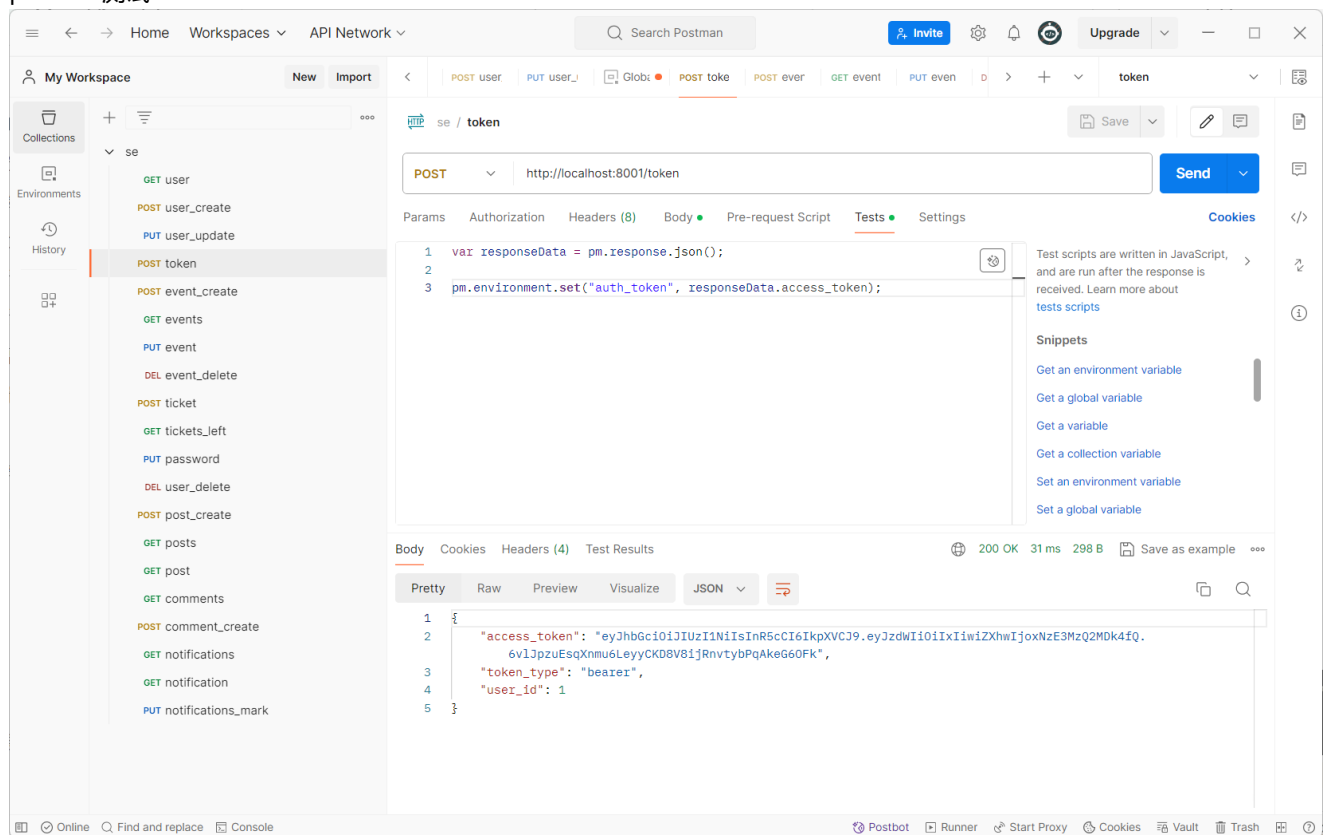 测试
Home Workspaces API Network Search Postman Invite Upgrade
My Workspace New Import POST user PUT user_ Globa POST toke POST ever GET event PUT even D token
Collections
Environments
History
se
GET user
POST user_create
PUT user_update
POST token
POST event_create
GET events
PUT event
DEL event_delete
POST ticket
GET tickets_left
PUT password
DEL user_delete
POST post_create
GET posts
GET post
GET comments
POST comment_create
GET notifications
GET notification
PUT notifications_mark
HTTP se / token Save
POST http://localhost:8001/token Send
Params Authorization Headers (8) Body Pre-request Script Tests Settings Cookies
1 var responseData = pm.response.json();
2
3 pm.environment.set("auth_token", responseData.access_token);
Test scripts are written in JavaScript,
and are run after the response is
received. Learn more about
tests scripts
Snippets
Get an environment variable
Get a global variable
Get a variable
Get a collection variable
Set an environment variable
Set a global variable
Body Cookies Headers (4) Test Results 200 OK 31 ms 298 B Save as example
Pretty Raw Preview Visualize JSON
1 {
2 "access_token": "eyJhbGciOiJIUzI1NiIsInR5cCI6IkpXVCJ9.eyJzdWIiOiIxIiwiZXhwIjoxNzE3MzQ2MDk4fQ.
6vlJpzuEsqXnmu6LeyyCKD8V8ijRnvtybPqAkeG6OFk",
3 "token_type": "bearer",
4 "user_id": 1
5 }
Online Find and replace Console Postbot Runner Start Proxy Cookies Vault Trash